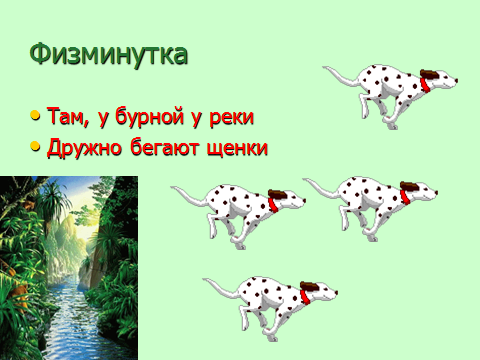 Физминутка
Там, у бурной у реки
Дружно бегают щенки